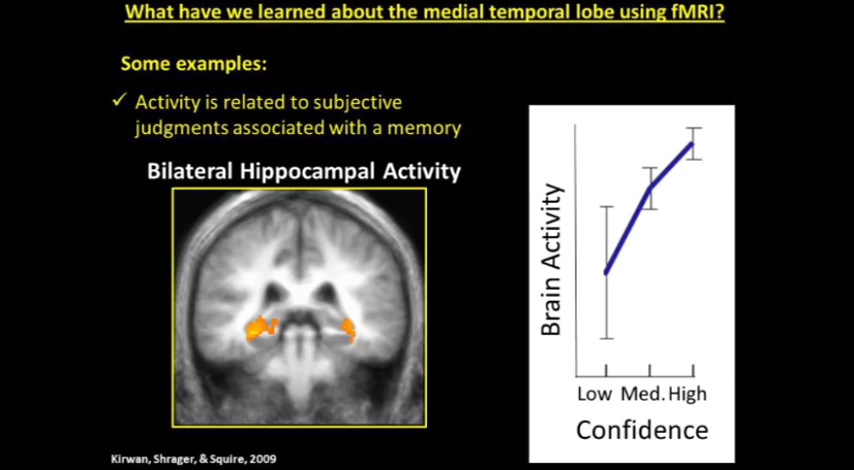 What have we learned about the medial temporal lobe using fMRI?
Some examples:
✓ Activity is related to subjective
judgments associated with a memory
Bilateral Hippocampal Activity
Brain Activity
Low Med. High
Confidence
Kirwan, Shrager, & Squire, 2009